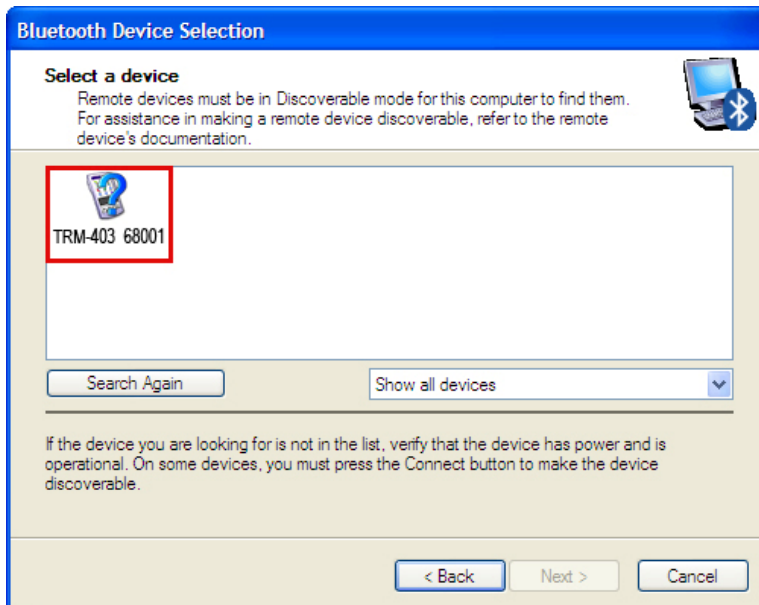 Bluetooth Device Selection
Select a device
Remote devices must be in Discoverable mode for this computer to find them.
For assistance in making a remote device discoverable, refer to the remote
device's documentation.
TRM-403 68001
Search Again
Show all devices
If the device you are looking for is not in the list, verify that the device has power and is
operational. On some devices, you must press the Connect button to make the device
discoverable.
< Back
Next >
Cancel